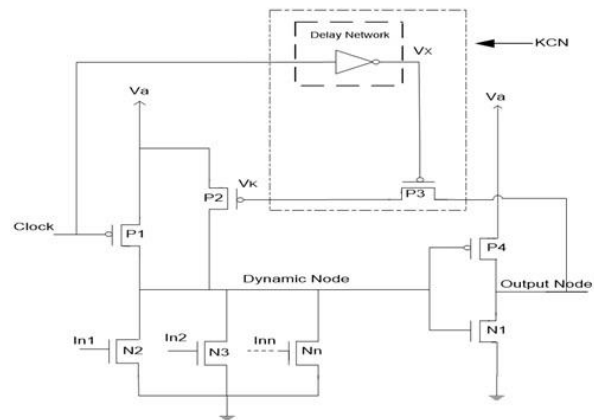 Delay Network
Vx
KCN
Va
Va
P2
VK
P3
Clock
P1
P4
Dynamic Node
Output Node
In1
N2
In2
N3
Inn
Nn
N1